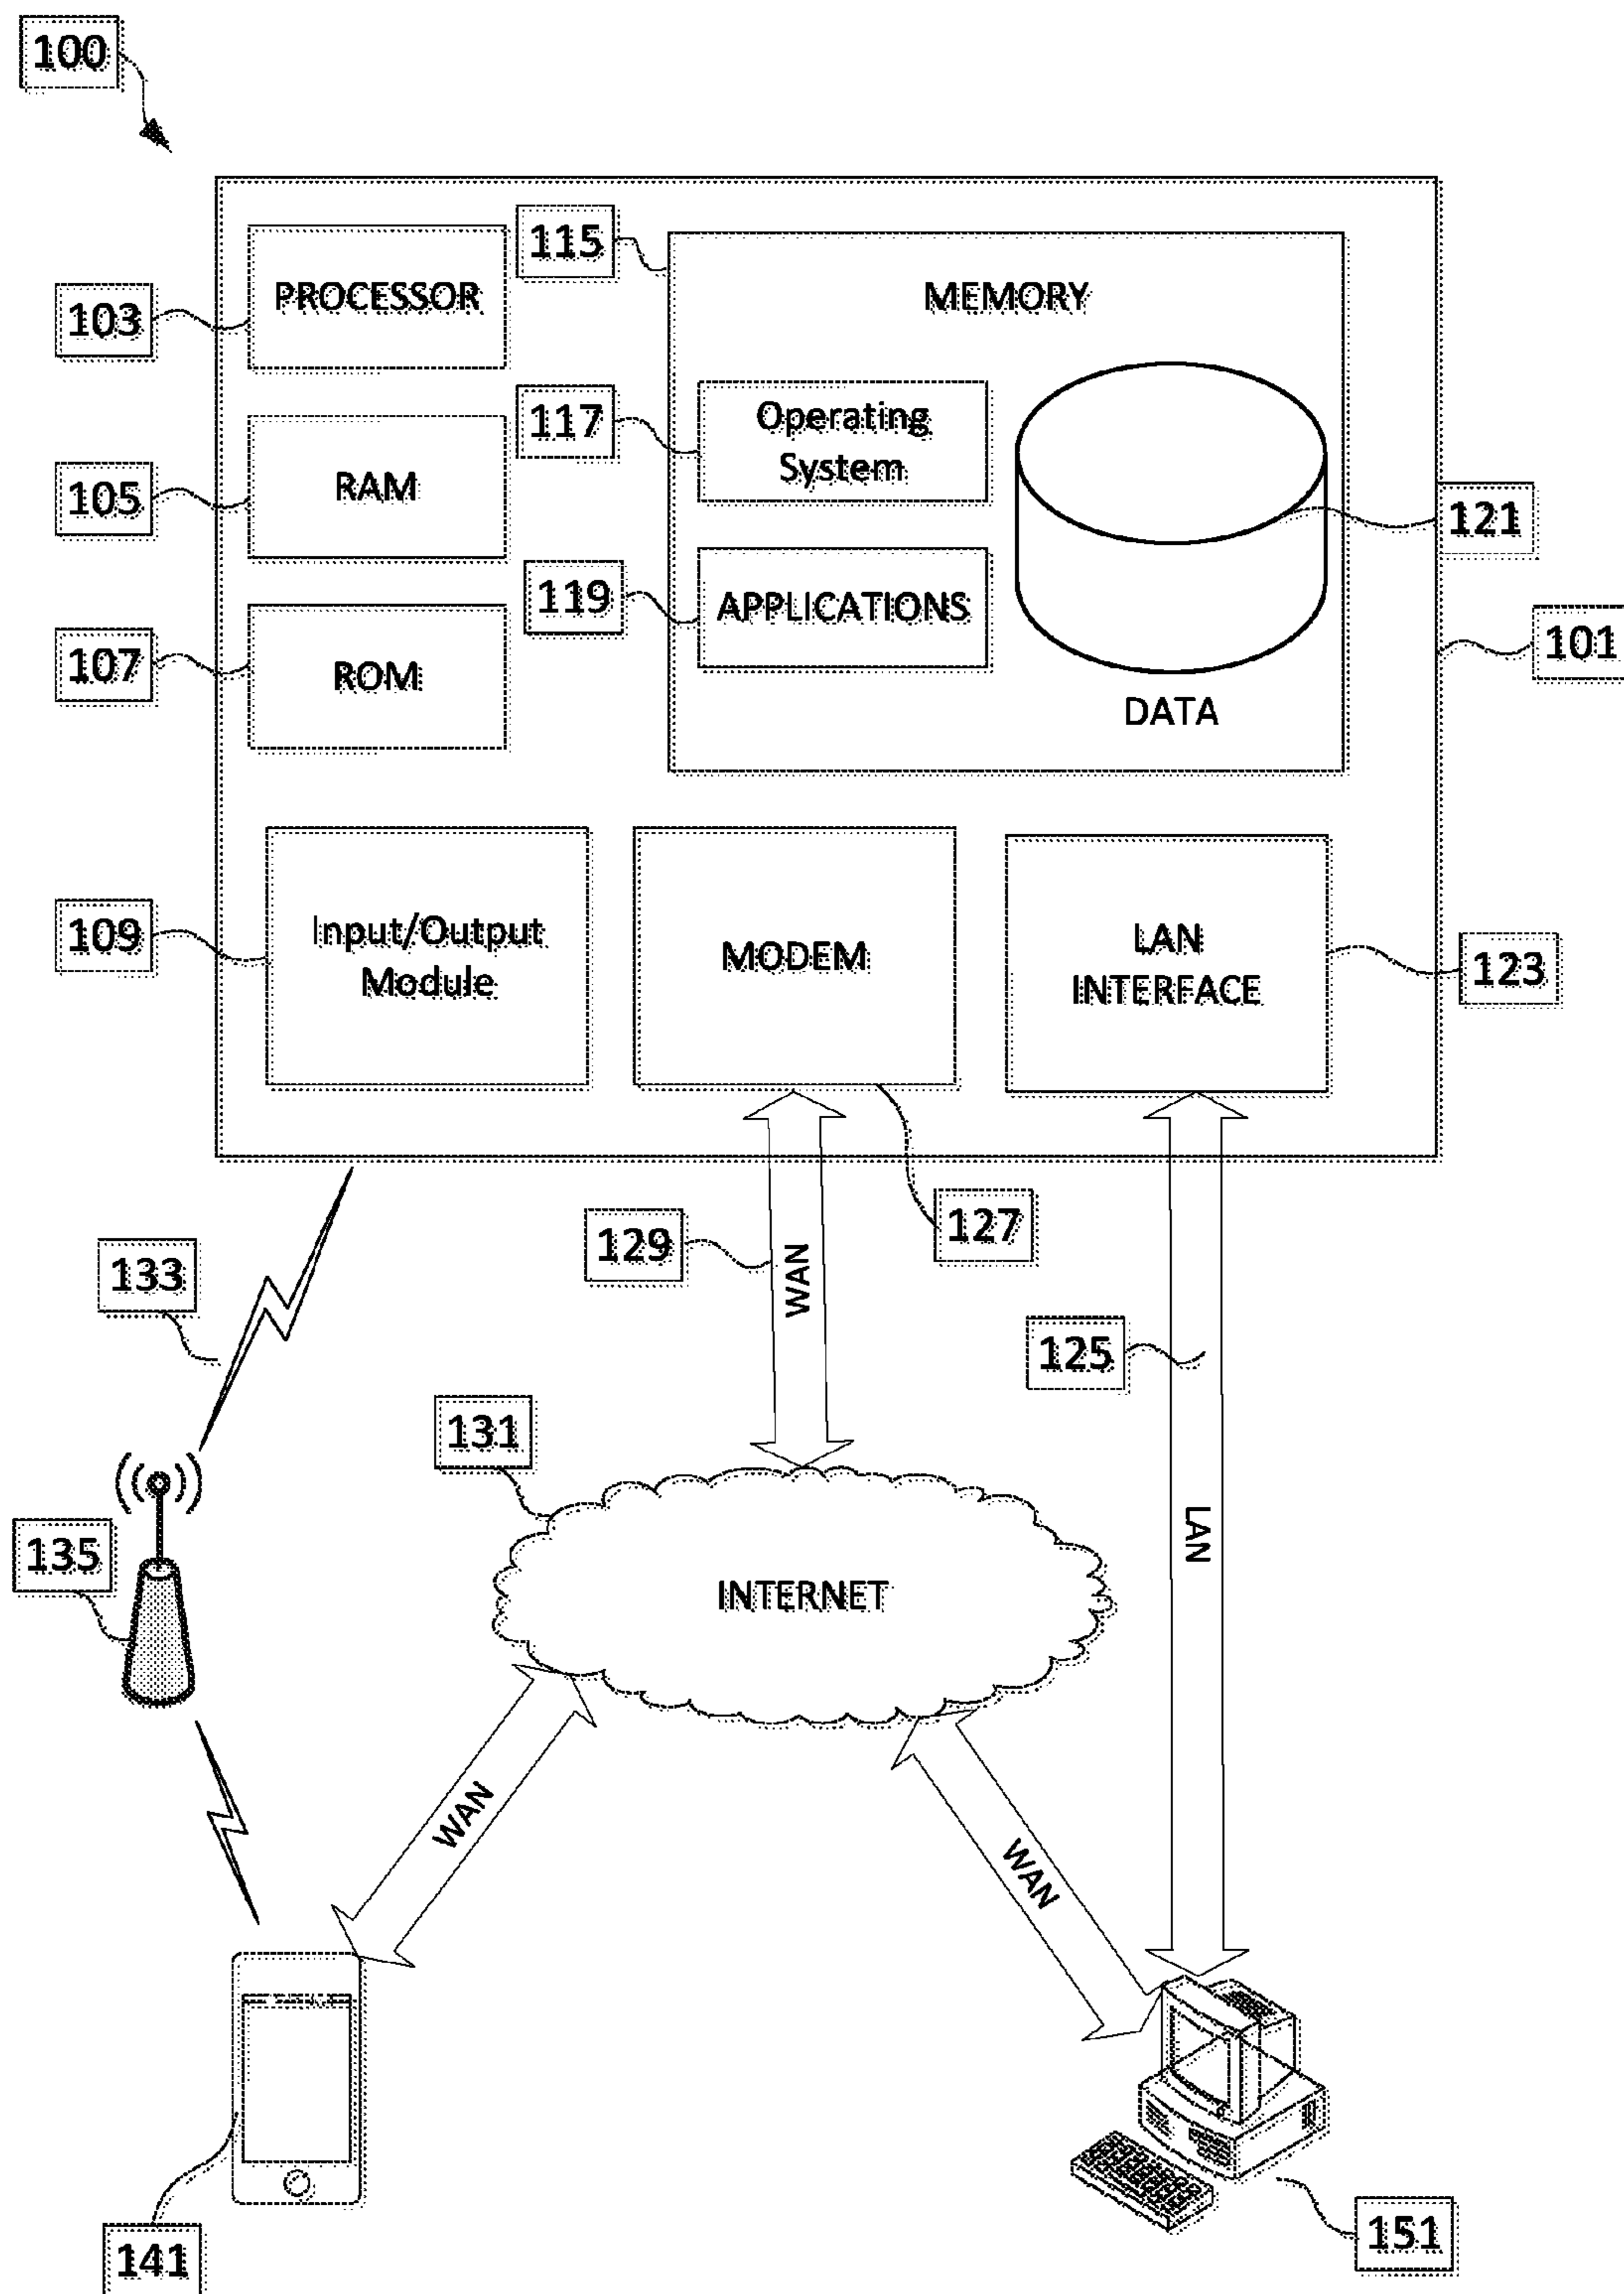 100
115
PROCESSOR
MEMORY
103
117
Operating
System
105
RAM
121
119
APPLICATIONS
101
107
ROM
DATA
109
Input/Output
Module
MODEM
LAN
INTERFACE
123
127
129
WAN
133
125
131
LAN
135
INTERNET
WAN
WAN
151
141